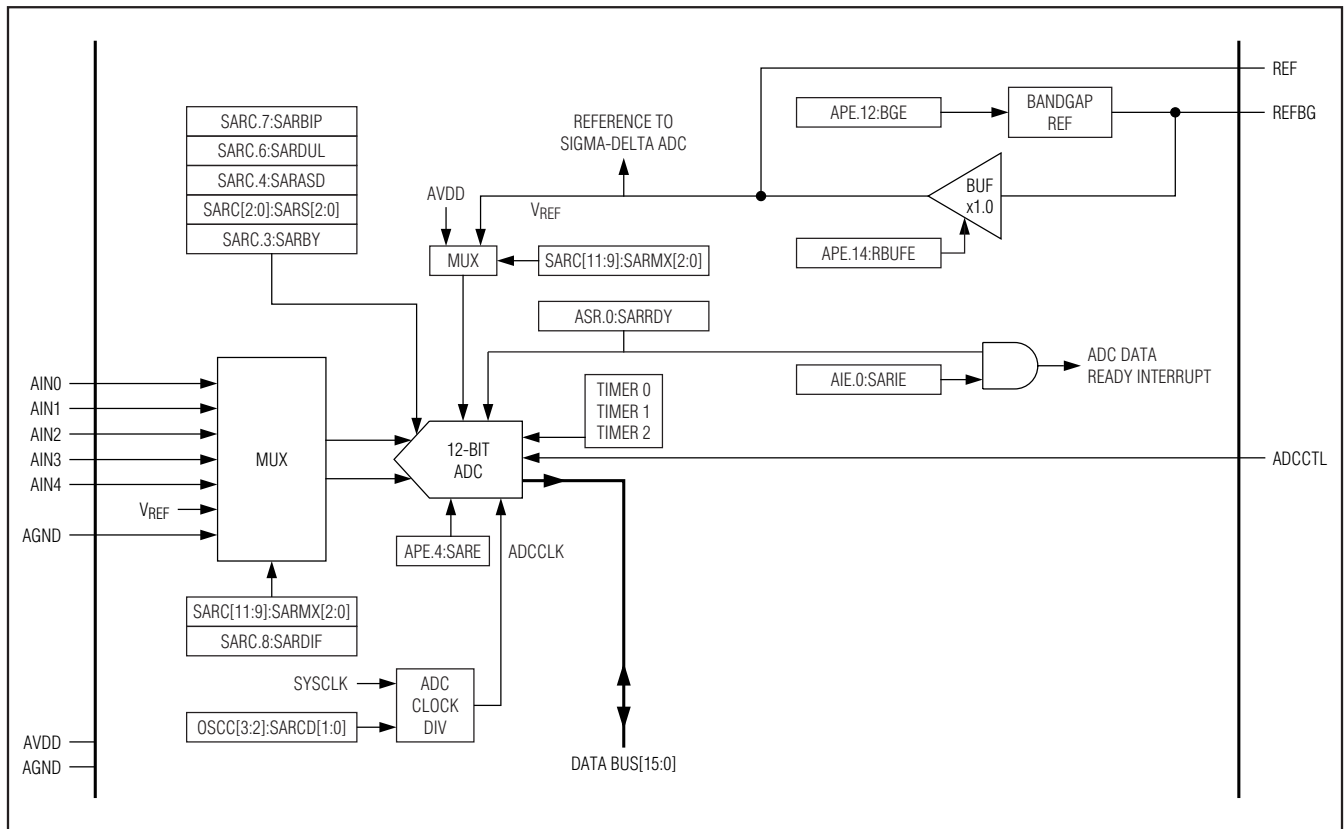 REF
SARC.7:SARBIP
SARC.6:SARDUL
SARC.4:SARASD
SARC[2:0]:SARS[2:0]
SARC.3:SARBY
REFERENCE TO
SIGMA-DELTA ADC
APE.12:BGE
BANDGAP
REF
REFBG
AVDD
VREF
BUF
x1.0
MUX
SARC[11:9]:SARMX[2:0]
APE.14:RBUFE
ASR.0:SARRDY
AIE.0:SARIE
ADC DATA
READY INTERRUPT
AIN0
AIN1
AIN2
AIN3
AIN4
VREF
AGND
MUX
12-BIT
ADC
TIMER 0
TIMER 1
TIMER 2
ADCCTL
APE.4:SARE
ADCCLK
SARC[11:9]:SARMX[2:0]
SARC.8:SARDIF
SYSCLK
OSCC[3:2]:SARCD[1:0]
ADC
CLOCK
DIV
AVDD
AGND
DATA BUS[15:0]